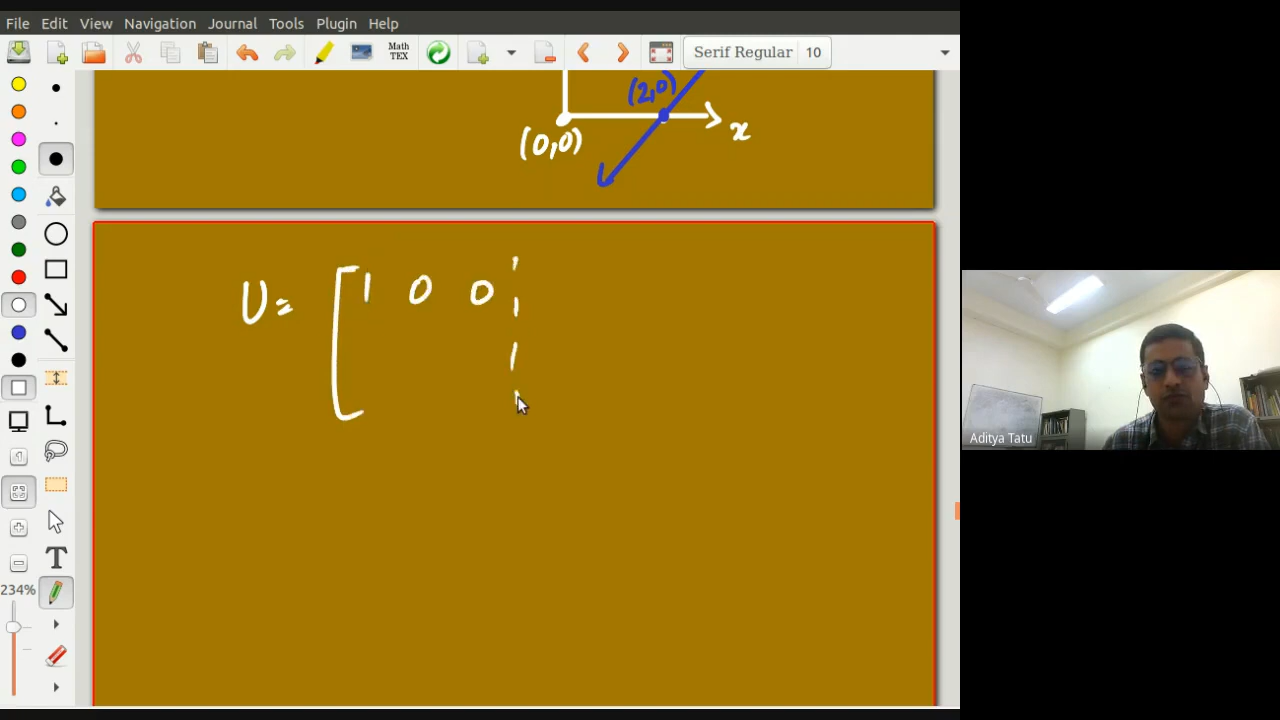 File Edit View Navigation Journal Tools Plugin Help
Math TEX
Serif Regular 10
(2,0)
(0,0)
x
U= [ 1 0 0
Aditya Tatu
234%
T